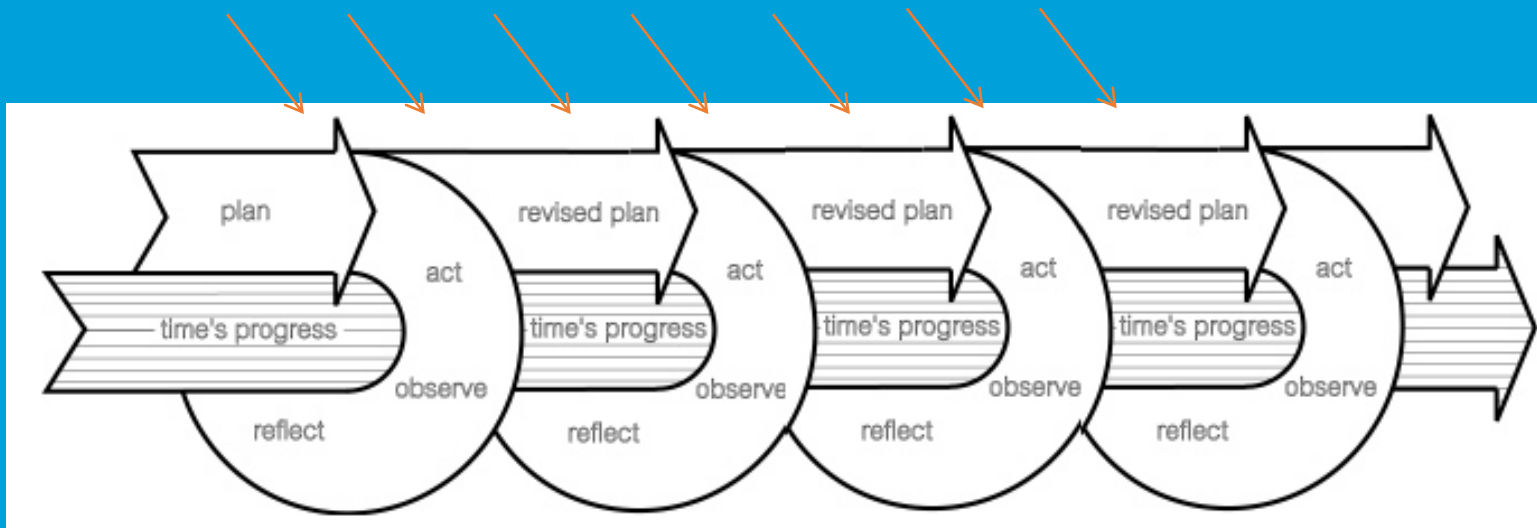 plan
revised plan
revised plan
revised plan
act
act
act
act
time's progress
time's progress
time's progress
time's progress
observe
observe
observe
observe
reflect
reflect
reflect
reflect